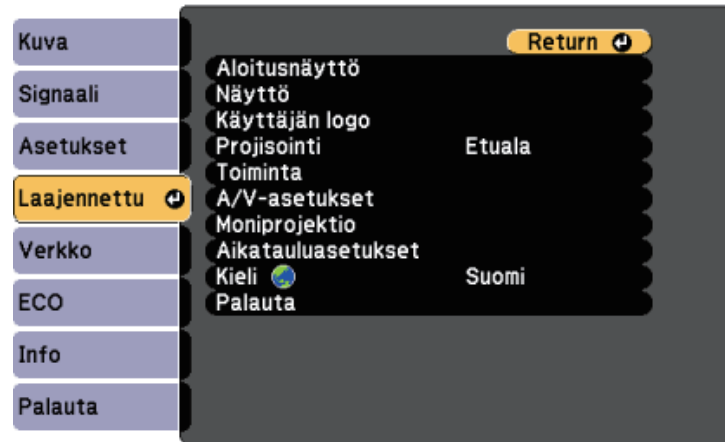 Kuva
Signaali
Asetukset
Laajennettu
Verkko
ECO
Info
Palauta
Return
Aloitusnäyttö
Näyttö
Käyttäjän logo
Projisointi Etuala
Toiminta
A/V-asetukset
Moniprojektio
Aikatauluasetukset
Kieli Suomi
Palauta